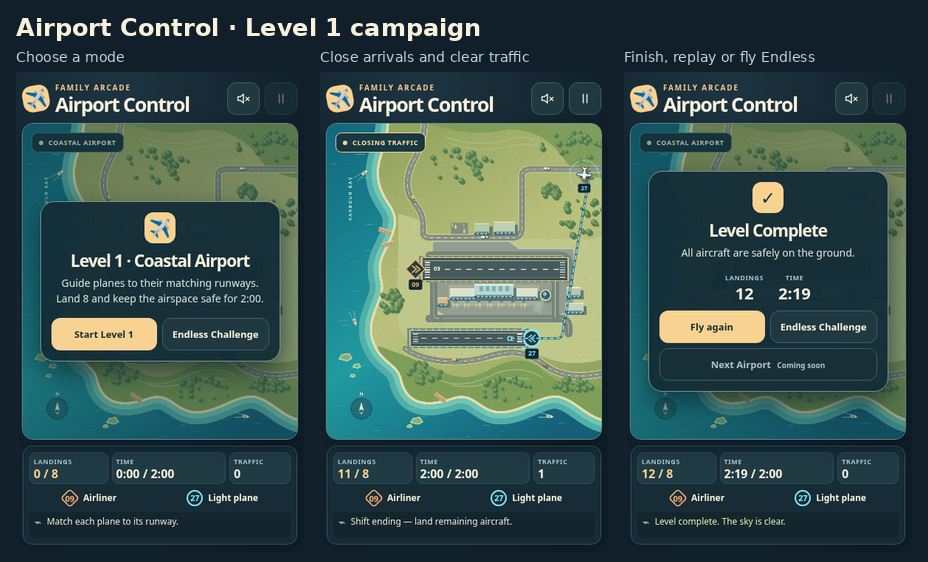 Airport Control · Level 1 campaign
Choose a mode
FAMILY ARCADE
Airport Control
COASTAL AIRPORT
Level 1 · Coastal Airport
Guide planes to their matching runways.
Land 8 and keep the airspace safe for 2:00.
Start Level 1
Endless Challenge
N
LANDINGS
0 / 8
TIME
0:00 / 2:00
TRAFFIC
0
09 Airliner
27 Light plane
Match each plane to its runway.
Close arrivals and clear traffic
FAMILY ARCADE
Airport Control
CLOSING TRAFFIC
HARBOUR BAY
27
09
09
27
N
LANDINGS
11 / 8
TIME
2:00 / 2:00
TRAFFIC
1
09 Airliner
27 Light plane
Shift ending — land remaining aircraft.
Finish, replay or fly Endless
FAMILY ARCADE
Airport Control
COASTAL AIRPORT
Level Complete
All aircraft are safely on the ground.
LANDINGS
12
TIME
2:19
Fly again
Endless Challenge
Next Airport Coming soon
LANDINGS
12 / 8
TIME
2:19 / 2:00
TRAFFIC
0
09 Airliner
27 Light plane
Level complete. The sky is clear.